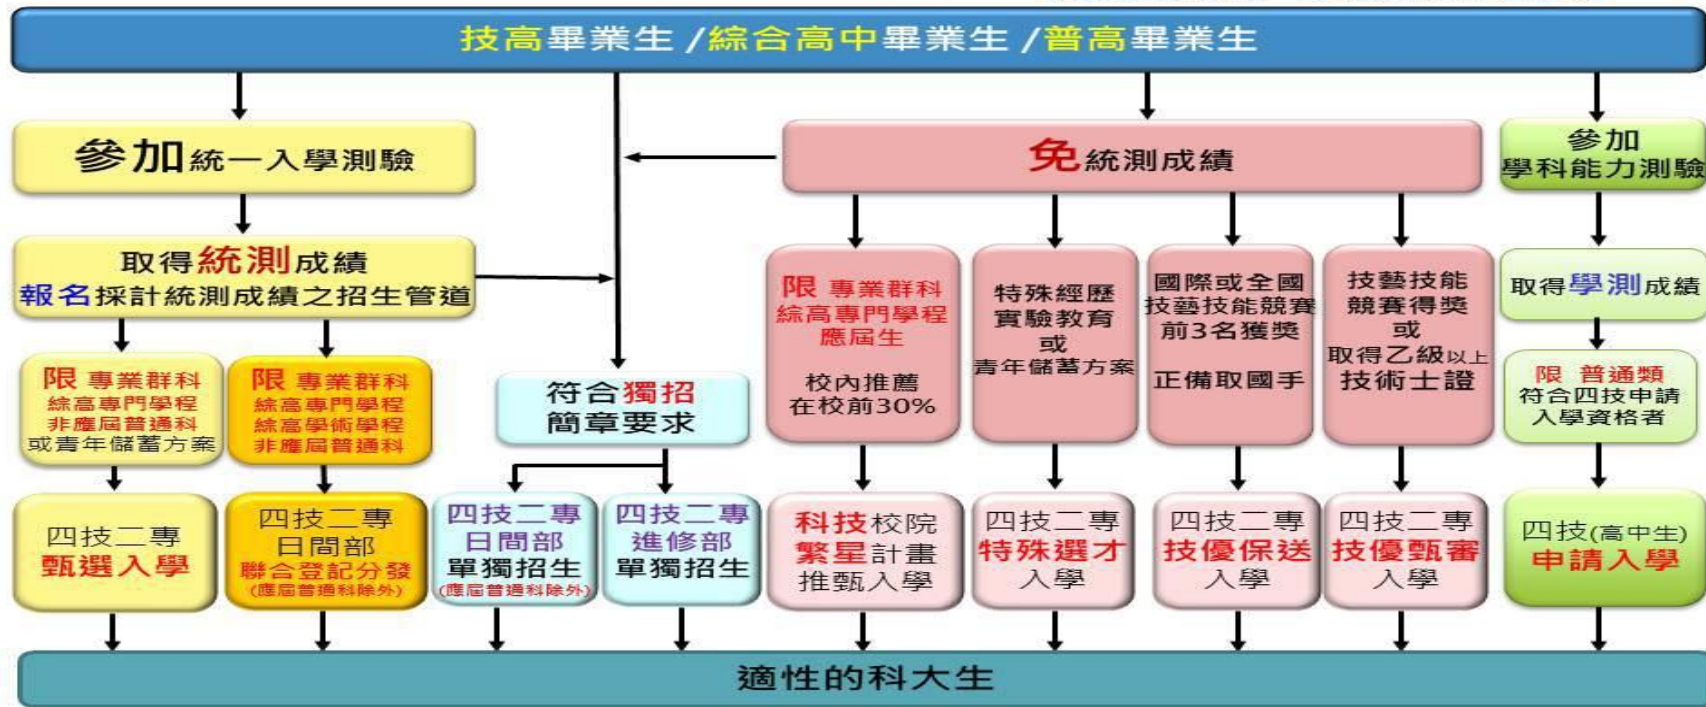 技高畢業生 /綜合高中畢業生 /普高畢業生
參加統一入學測驗
免統測成績
參加
學科能力測驗
取得統測成績
報名採計統測成績之招生管道
限 專業群科
綜高專門學程
應屆生
校內推薦
在校前30%
特殊經歷
實驗教育
或
青年儲蓄方案
國際或全國
技藝技能競賽
前3名獲獎
正備取國手
技藝技能
競賽得獎
或
取得乙級以上
技術士證
取得學測成績
限 專業群科
綜高專門學程
非應屆普通科
或青年儲蓄方案
限 專業群科
綜高專門學程
綜高學術學程
非應屆普通科
符合獨招
簡章要求
限 普通類
符合四技申請
入學資格者
四技二專
甄選入學
四技二專
日間部
聯合登記分發
(應屆普通科除外)
四技二專
日間部
單獨招生
(應屆普通科除外)
四技二專
進修部
單獨招生
科技校院
繁星計畫
推甄入學
四技二專
特殊選才
入學
四技二專
技優保送
入學
四技二專
技優甄審
入學
四技(高中生)
申請入學
適性的科大生